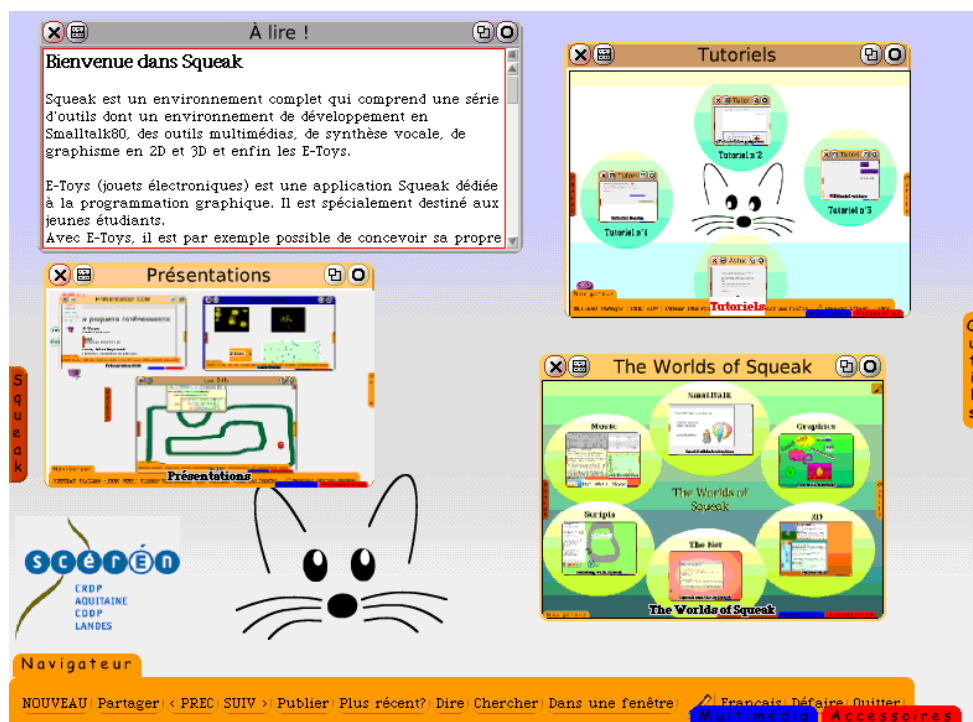 À lire !
Bienvenue dans Squeak
Squeak est un environnement complet qui comprend une série
d'outils dont un environnement de développement en
Smalltalk80, des outils multimédias, de synthèse vocale, de
graphisme en 2D et 3D et enfin les E-Toys.
E-Toys (jouets électroniques) est une application Squeak dédiée
à la programmation graphique. Il est spécialement destiné aux
jeunes étudiants.
Avec E-Toys, il est par exemple possible de concevoir sa propre
Tutoriels
Tutoriel n°2
Tutoriel n°1
Tutoriel n°3
Tutoriels
Présentations
Présentations
Squeak
Outils
The Worlds of Squeak
Smalltalk
Music
Graphics
The Worlds of
Squeak
Scripts
3D
The Net
The Worlds of Squeak
scérén
CRDP
AQUITAINE
CDDP
LANDES
Navigateur
NOUVEAU Partager < PREC SUIV > Publier Plus récent? Dire Chercher Dans une fenêtre Français Défaire Quitter
Multimédia Accessoires